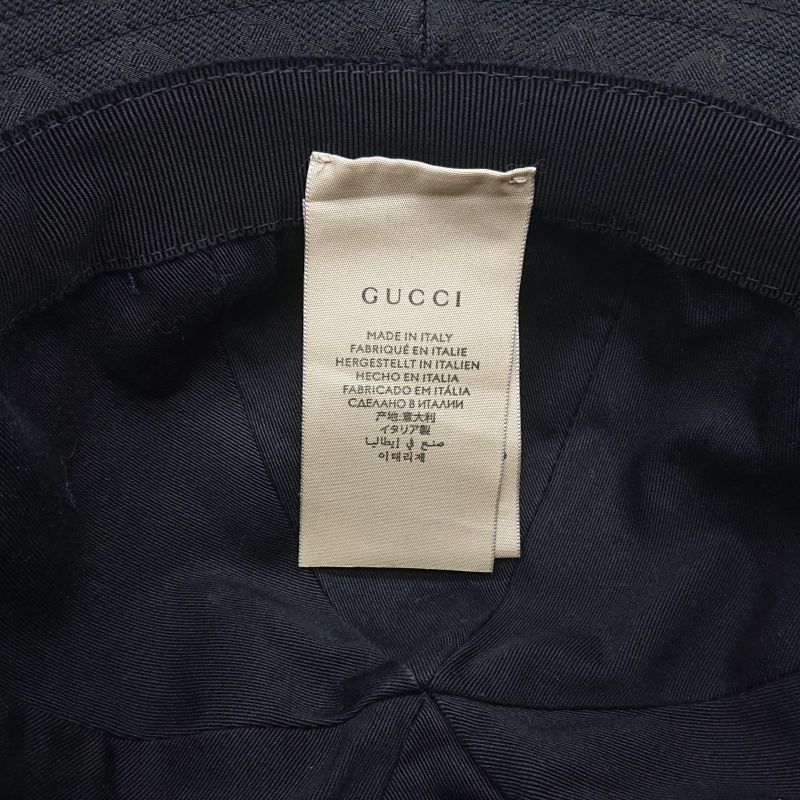 GUCCI
MADE IN ITALY
FABRIQUÉ EN ITALIE
HERGESTELLT IN ITALIEN
HECHO EN ITALIA
FABRICADO EM ITÁLIA
СДЕЛАНО В ИТАЛИИ
产地:意大利
イタリア製
صنع في إيطاليا
이태리제